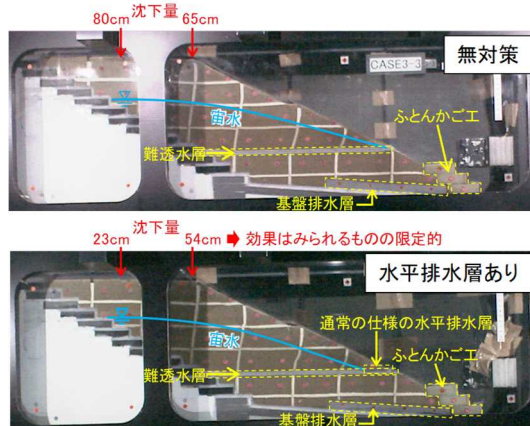 沈下量
80cm 65cm
CASE3-3
無対策
宙水
ふとんかご工
難透水層
基盤排水層
沈下量
23cm 54cm ➡ 効果はみられるものの限定的
水平排水層あり
通常の仕様の水平排水層
宙水
ふとんかご工
難透水層
基盤排水層